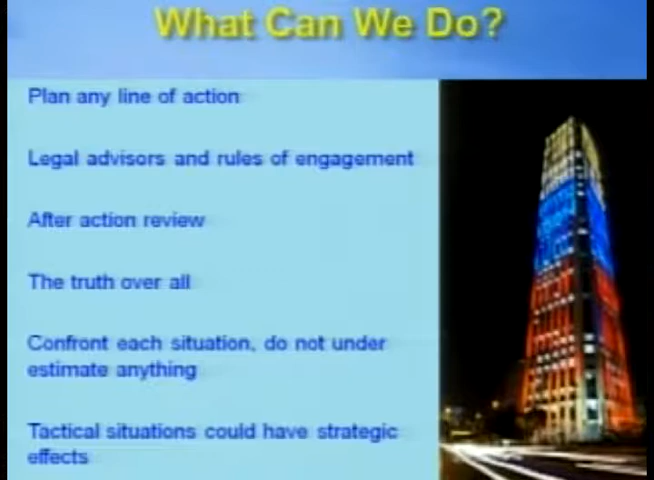 What Can We Do?
Plan any line of action
Legal advisors and rules of engagement
After action review
The truth over all
Confront each situation, do not under
estimate anything
Tactical situations could have strategic
effects